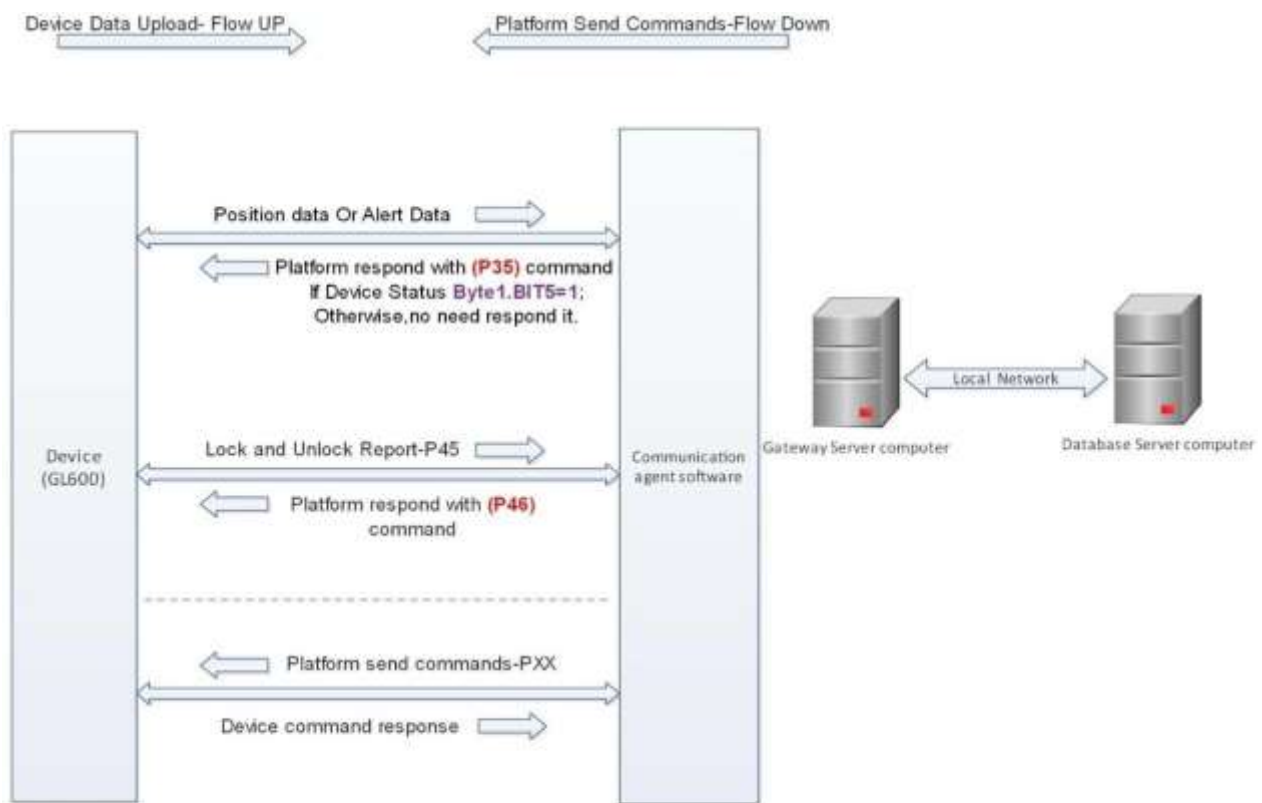 Device Data Upload- Flow UP
Platform Send Commands-Flow Down
Position data Or Alert Data
Platform respond with (P35) command
If Device Status Byte1.BIT5=1;
Otherwise,no need respond it.
Local Network
Gateway Server computer
Database Server computer
Device
(GL600)
Lock and Unlock Report-P45
Communication
agent software
Platform respond with (P46)
command
Platform send commands-PXX
Device command response